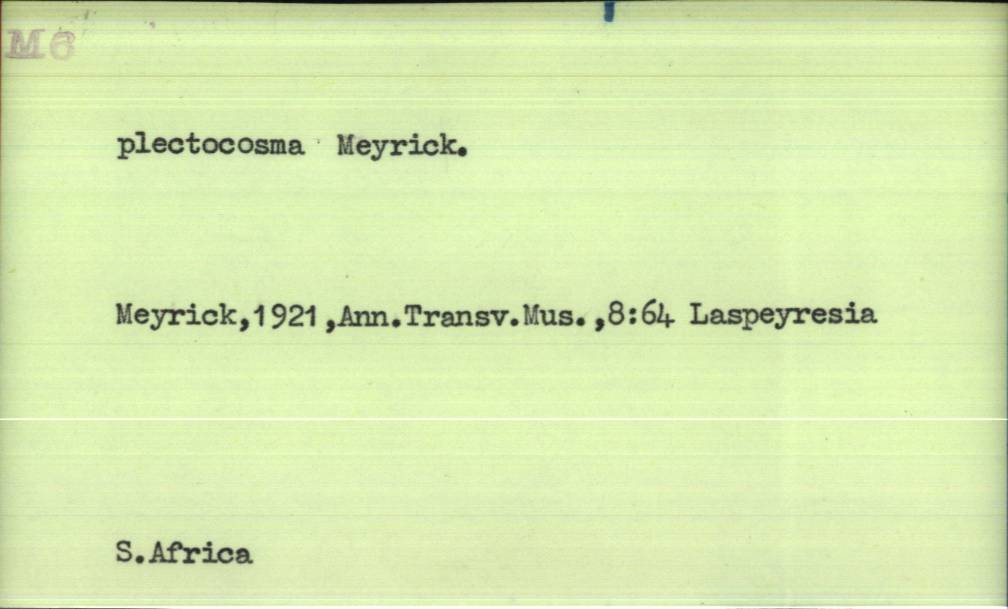 M6
plectocosma Meyrick.
Meyrick,1921,Ann.Transv.Mus.,8:64 Laspeyresia
S.Africa